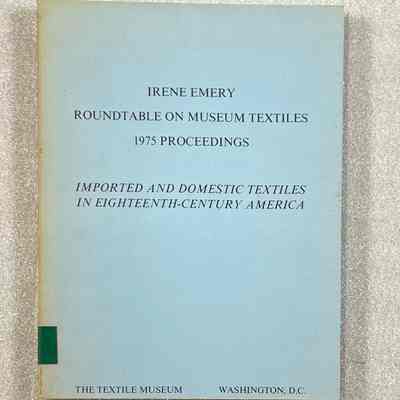 IRENE EMERY
ROUNDTABLE ON MUSEUM TEXTILES
1975 PROCEEDINGS
IMPORTED AND DOMESTIC TEXTILES
IN EIGHTEENTH-CENTURY AMERICA
THE TEXTILE MUSEUM WASHINGTON, D.C.